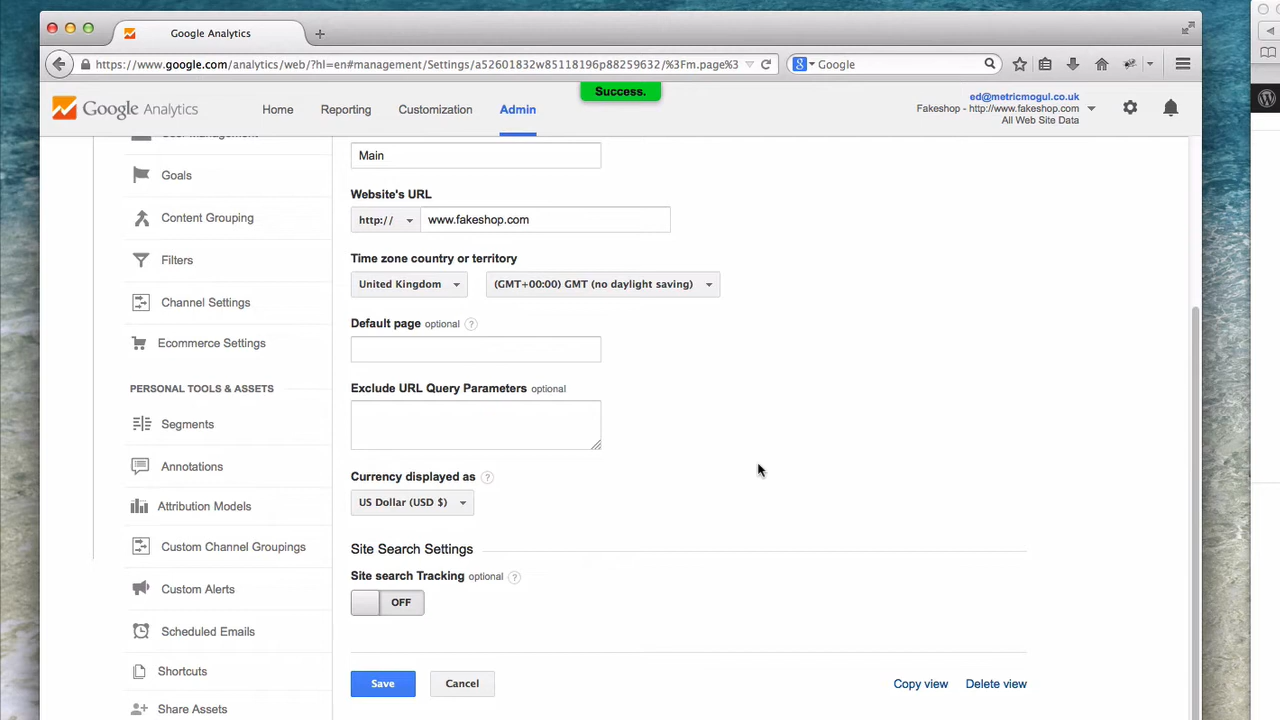 Google Analytics
https://www.google.com/analytics/web/?hl=en#management/Settings/a52601832w85118196p88259632/%3Fm.page%3
Google
Success.
Google Analytics
Home
Reporting
Customization
Admin
ed@metricmogul.co.uk
Fakeshop - http://www.fakeshop.com
All Web Site Data
User Management
Goals
Content Grouping
Filters
Channel Settings
Ecommerce Settings
PERSONAL TOOLS & ASSETS
Segments
Annotations
Attribution Models
Custom Channel Groupings
Custom Alerts
Scheduled Emails
Shortcuts
Share Assets
Main
Website's URL
http:// www.fakeshop.com
Time zone country or territory
United Kingdom (GMT+00:00) GMT (no daylight saving)
Default page optional ?
Exclude URL Query Parameters optional
Currency displayed as ?
US Dollar (USD $)
Site Search Settings
Site search Tracking optional ?
OFF
Save Cancel Copy view Delete view